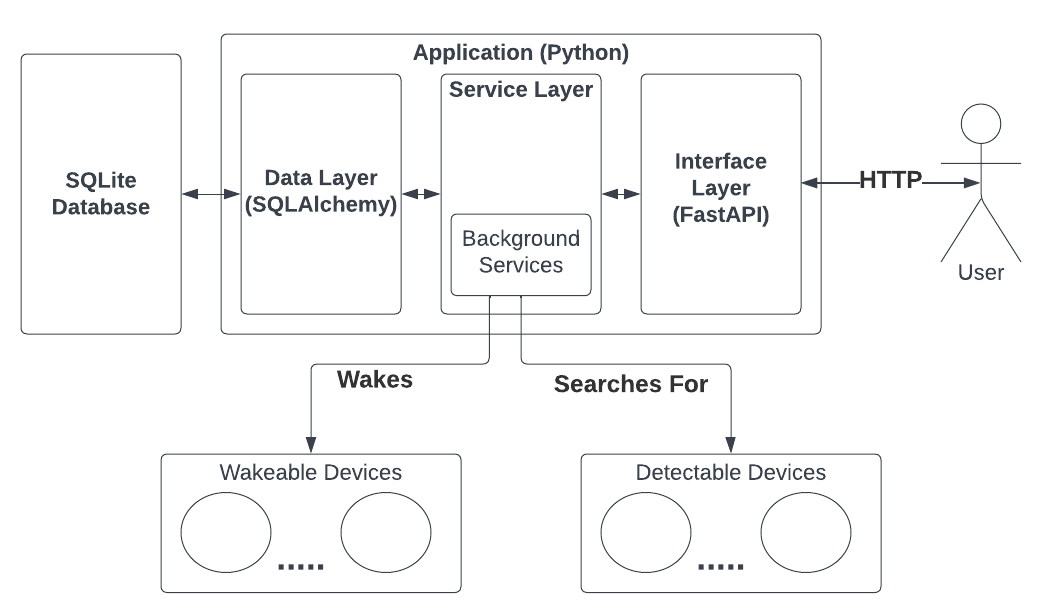 Application (Python)
SQLite
Database
Data Layer
(SQLAlchemy)
Service Layer
Background
Services
Interface
Layer
(FastAPI)
HTTP
User
Wakes
Searches For
Wakeable Devices
.....
Detectable Devices
.....